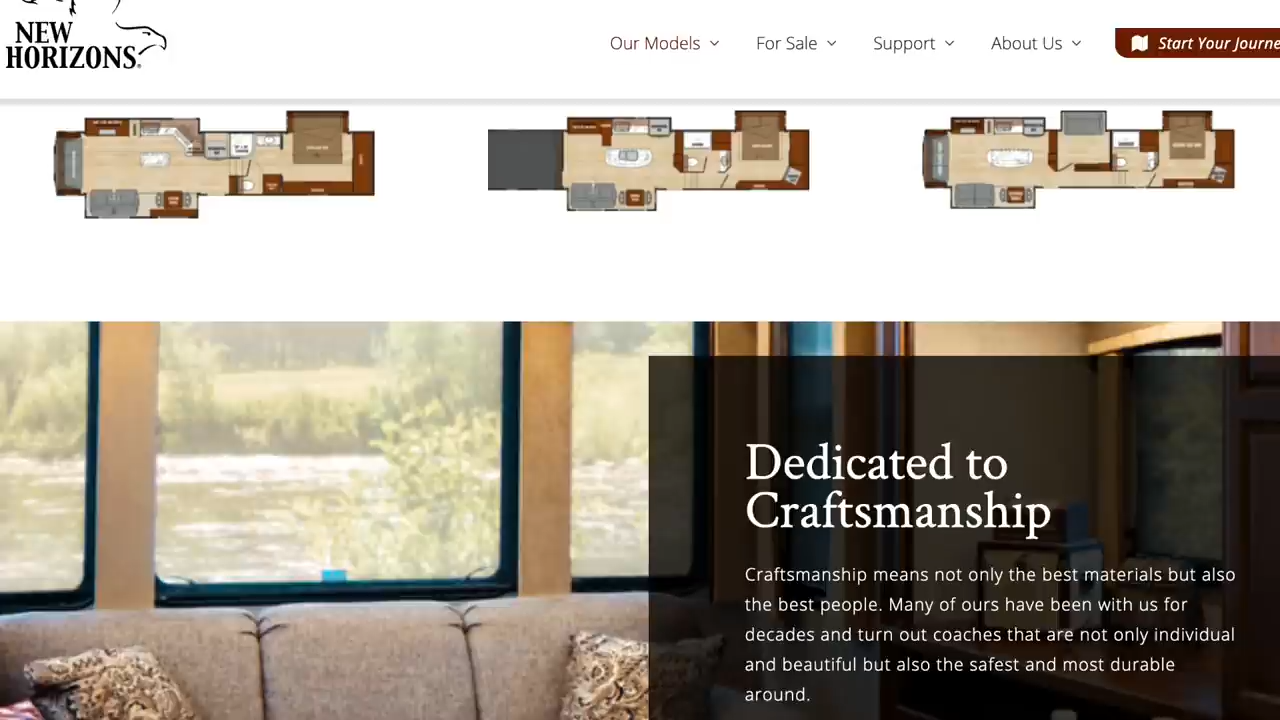 NEW
HORIZONS®
Our Models
For Sale
Support
About Us
Start Your Journe
Dedicated to
Craftsmanship
Craftsmanship means not only the best materials but also
the best people. Many of ours have been with us for
decades and turn out coaches that are not only individual
and beautiful but also the safest and most durable
around.